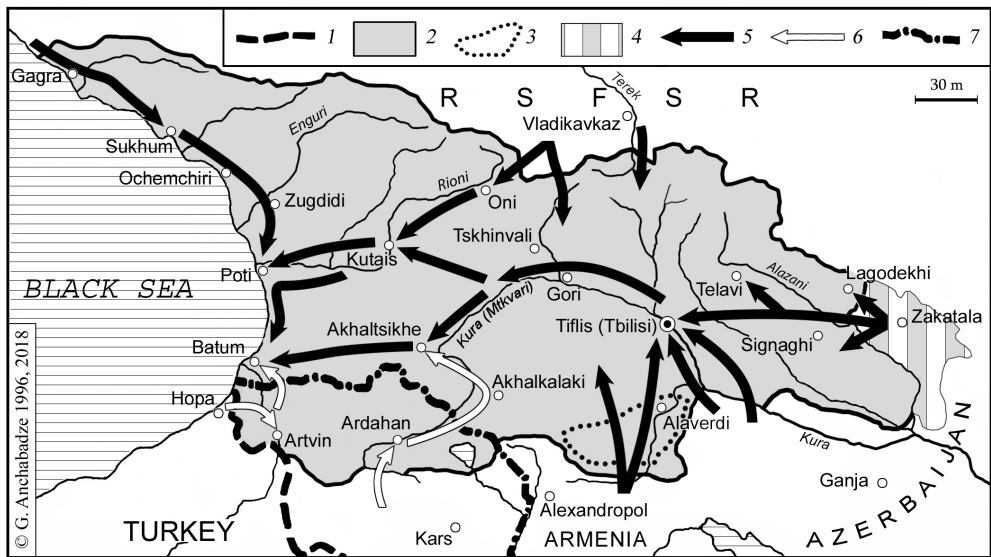 1 2 3 4 5 6 7
30 m
R S F S R
Terek
Vladikavkaz
Gagra
Enguri
Sukhum
Ochemchiri
Zugdidi
Rioni
Oni
Tskhinvali
Kutais
Poti
Gori
Telavi
Alazani
Lagodekhi
Zakatala
BLACK SEA
Kura (Mtkvari)
Tiflis (Tbilisi)
Signaghi
Akhaltsikhe
Batum
Akhalkalaki
Hopa
Ardahan
Artvin
Alaverdi
Kura
Ganja
AZERBAIJAN
Alexandropol
TURKEY
Kars
ARMENIA
© G. Anchabadze 1996, 2018